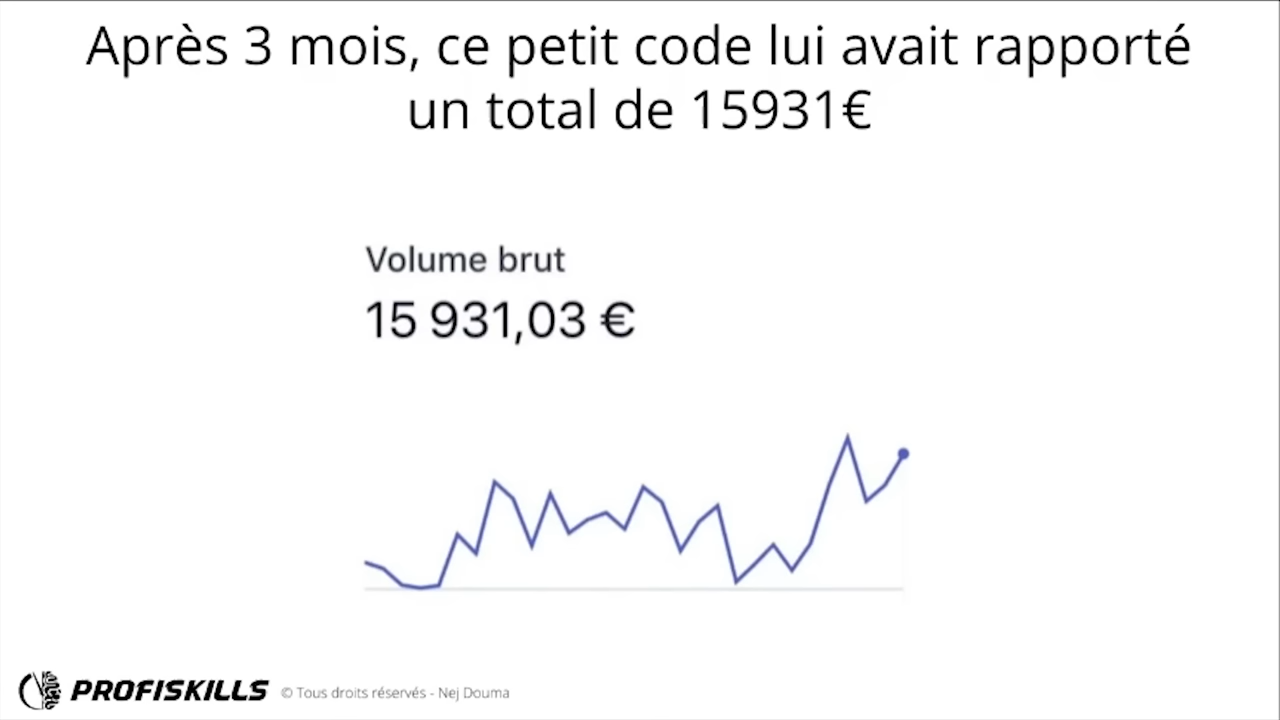 Après 3 mois, ce petit code lui avait rapporté
un total de 15931€
Volume brut
15 931,03 €
PROFISKILLS © Tous droits réservés - Nej Douma